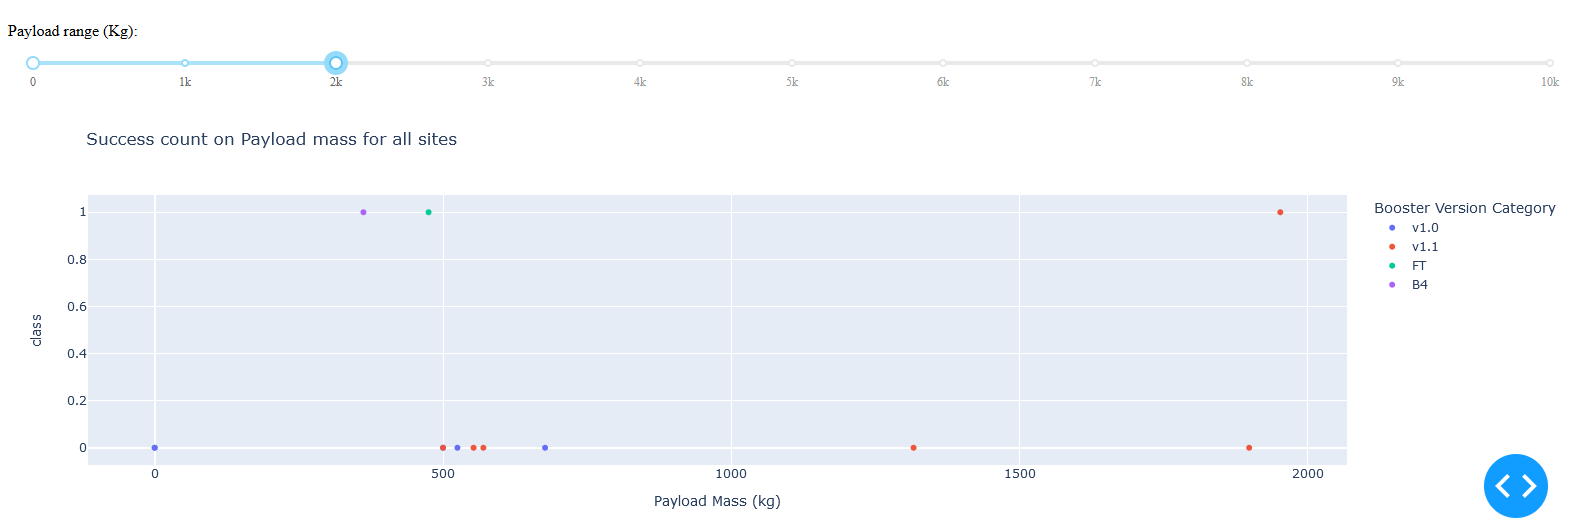 Payload range (Kg):
0 1k 2k 3k 4k 5k 6k 7k 8k 9k 10k
Success count on Payload mass for all sites
Booster Version Category
v1.0
v1.1
FT
B4
1
0.8
0.6
0.4
0.2
0
class
0 500 1000 1500 2000
Payload Mass (kg)